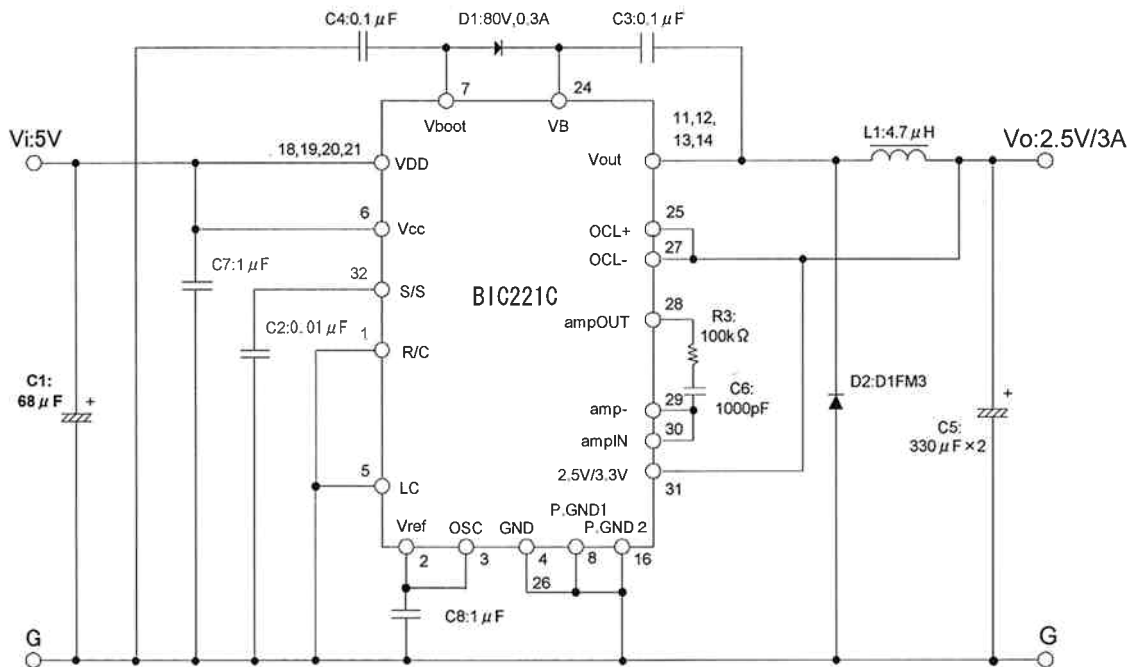 C4:0.1μF
D1:80V,0.3A
C3:0.1μF
7
24
Vboot
VB
11,12,
13,14
Vi:5V
18,19,20,21
VDD
Vout
L1:4.7μH
Vo:2.5V/3A
6
Vcc
25
OCL+
27
OCL-
C7:1μF
32
S/S
BIC221C
28
ampOUT
R3:
100kΩ
C2:0.01μF
1
R/C
C1:
68μF
+
D2:D1FM3
C6:
1000pF
29
amp-
30
ampIN
+
C5:
330μF×2
5
LC
2.5V/3.3V
31
P.GND1
Vref
OSC
GND
P.GND2
2
3
4
8
16
26
C8:1μF
G
G